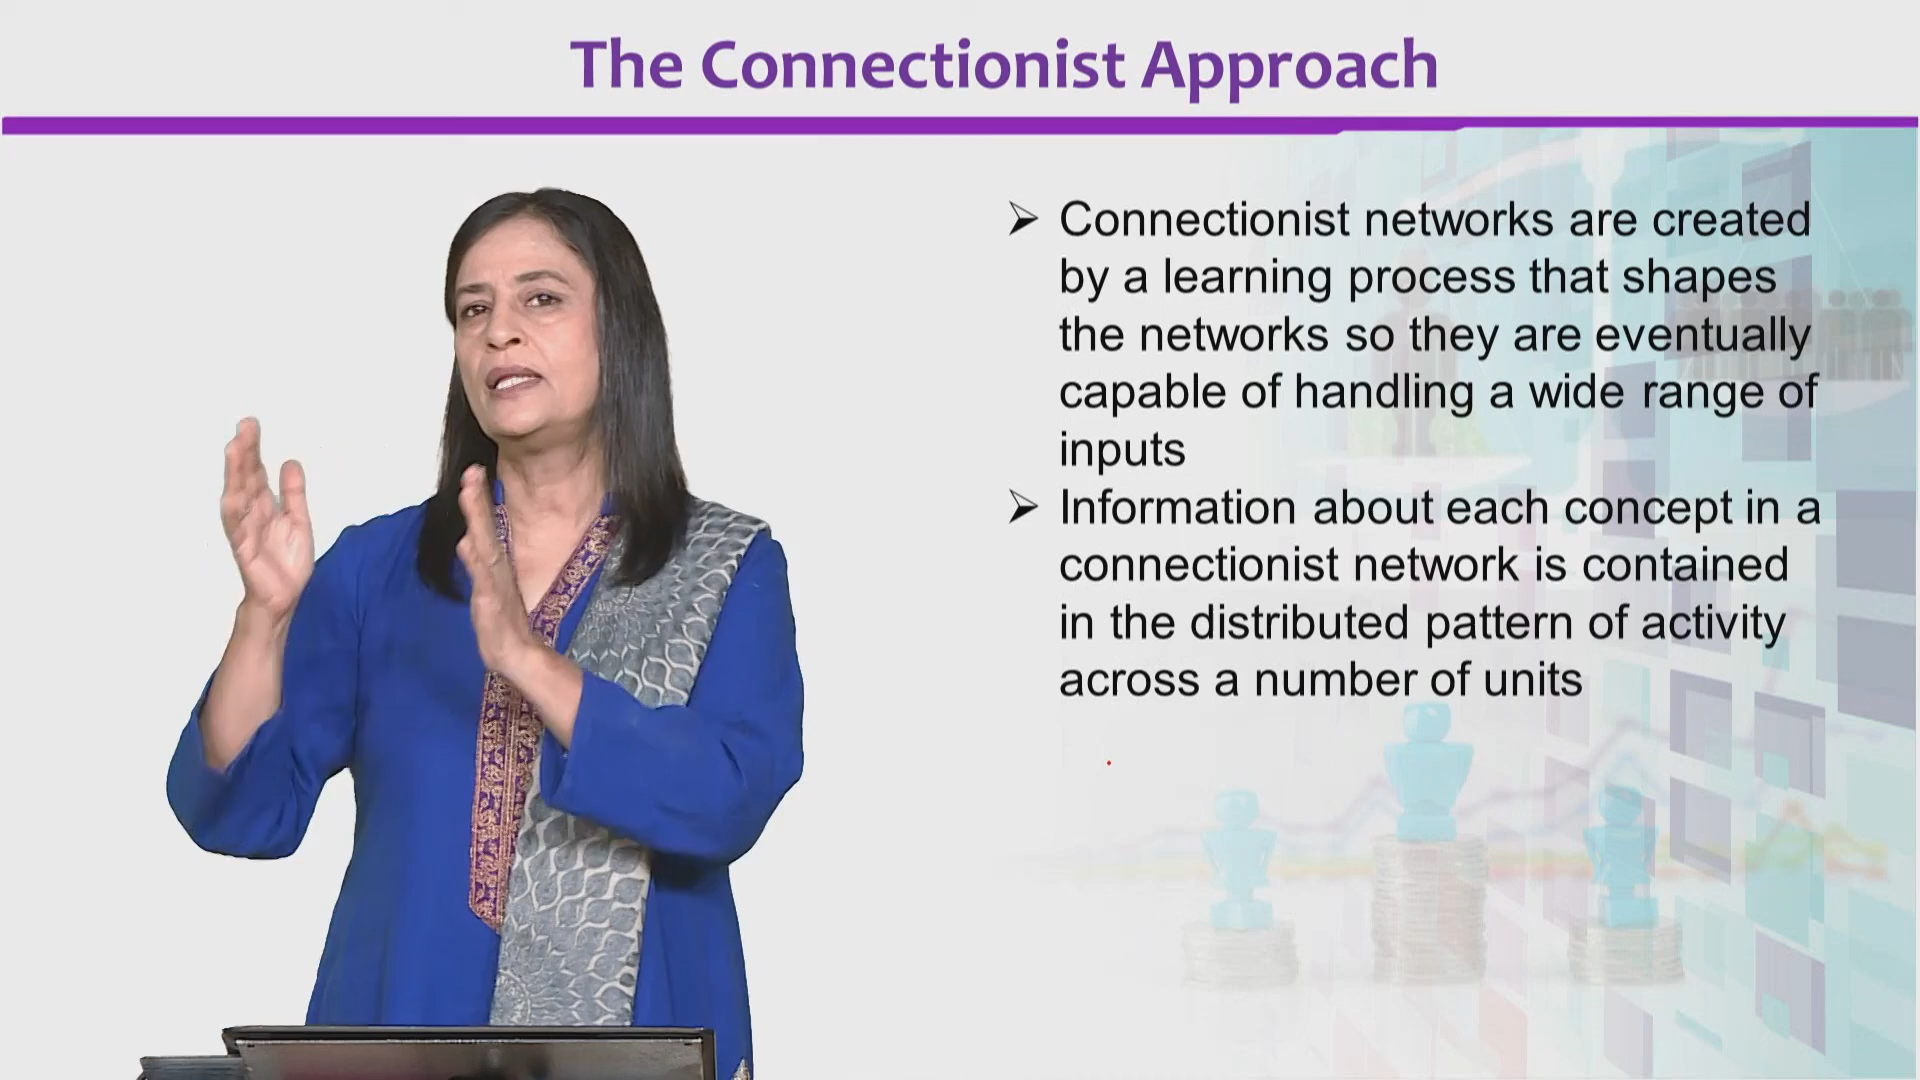 The Connectionist Approach
➢ Connectionist networks are created
by a learning process that shapes
the networks so they are eventually
capable of handling a wide range of
inputs
➢ Information about each concept in a
connectionist network is contained
in the distributed pattern of activity
across a number of units